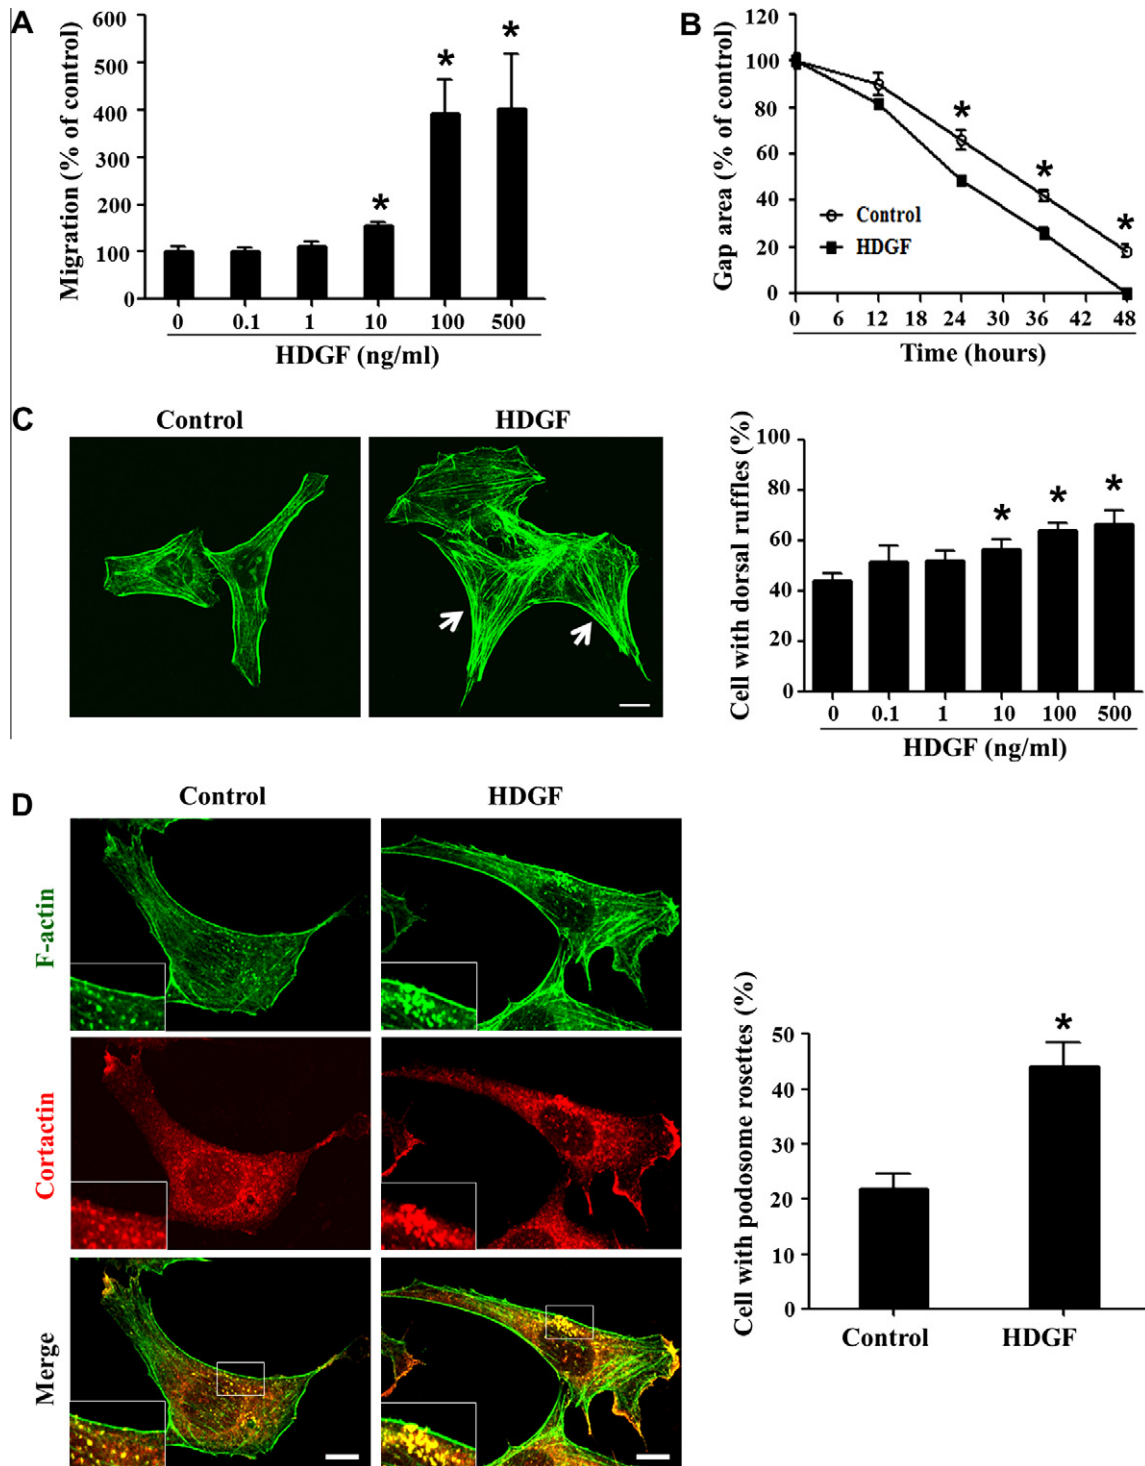 A
Migration (% of control)
600
500
400
300
200
100
0
*
*
*
0 0.1 1 10 100 500
HDGF (ng/ml)
B
Gap area (% of control)
120
100
80
60
40
20
0
*
*
*
Control
HDGF
0 6 12 18 24 30 36 42 48
Time (hours)
C
Control
HDGF
Cell with dorsal ruffles (%)
100
80
60
40
20
0
*
*
*
0 0.1 1 10 100 500
HDGF (ng/ml)
D
Control
HDGF
F-actin
Cortactin
Merge
Cell with podosome rosettes (%)
50
40
30
20
10
0
*
Control
HDGF